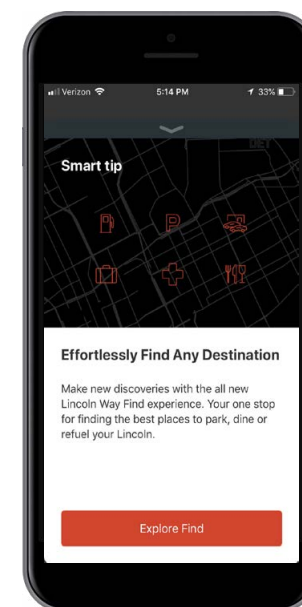 Verizon 5:14 PM 33%
DET
Smart tip
P
Effortlessly Find Any Destination
Make new discoveries with the all new
Lincoln Way Find experience. Your one stop
for finding the best places to park, dine or
refuel your Lincoln.
Explore Find